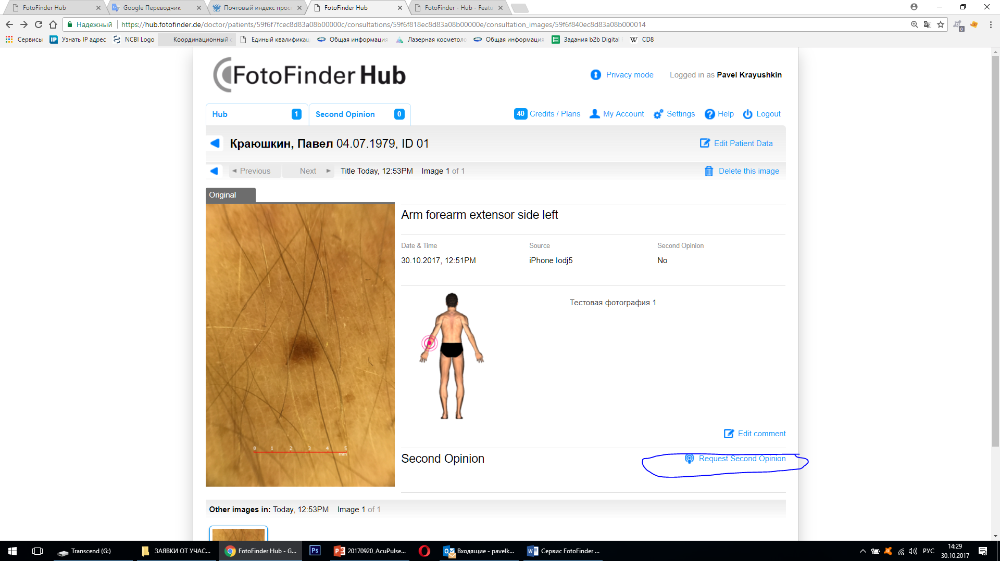 FotoFinder Hub
Google Переводчик
Почтовый индекс просп
FotoFinder Hub
FotoFinder - Hub - Featu
Надежный
https://hub.fotofinder.de/doctor/patients/59f6f7fcec8d83a08b00000c/consultations/59f6f818ec8d83a08b00000e/consultation_images/59f6f840ec8d83a08b000014
0
Сервисы
IP Узнать IP адрес
NCBI Logo
Координационный с
Единый квалификац
Общая информация
Лазерная косметоло
Общая информация
Задания b2b Digital
W CD8
FotoFinder Hub
Privacy mode
Logged in as Pavel Krayushkin
Hub 1
Second Opinion 0
40 Credits / Plans
My Account
Settings
Help
Logout
Краюшкин, Павел 04.07.1979, ID 01
Edit Patient Data
Previous
Next
Title Today, 12:53PM
Image 1 of 1
Delete this image
Original
Arm forearm extensor side left
Date & Time
Source
Second Opinion
30.10.2017, 12:51PM
iPhone Iodj5
No
Тестовая фотография 1
Edit comment
0 1 2 3 4 5
mm
Second Opinion
Request Second Opinion
Other images in: Today, 12:53PM
Image 1 of 1
Transcend (G:)
ЗАЯВКИ ОТ УЧАС...
FotoFinder Hub - G...
Ps
20170920_AcuPulse...
Входящие - pavelk...
Сервис FotoFinder ...
РУС
14:29
30.10.2017